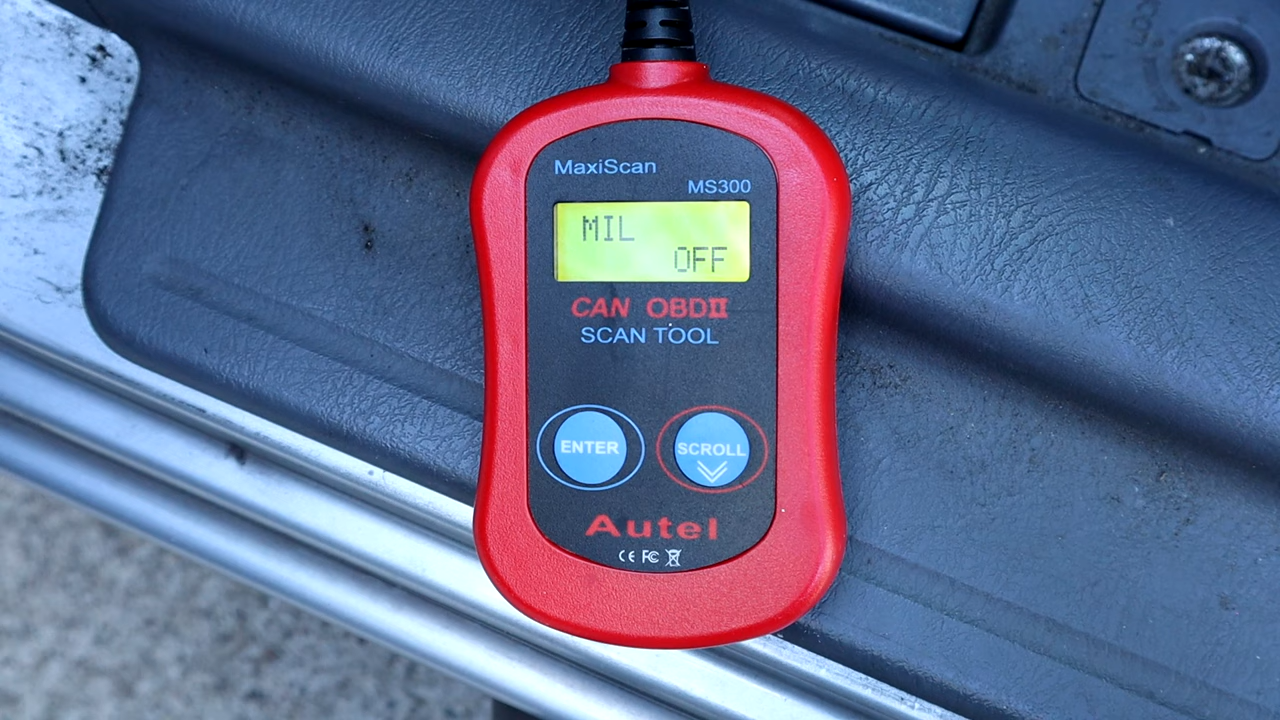 MaxiScan
MS300
MIL
OFF
CAN OBDII
SCAN TOOL
ENTER
SCROLL
Autel
CE FC